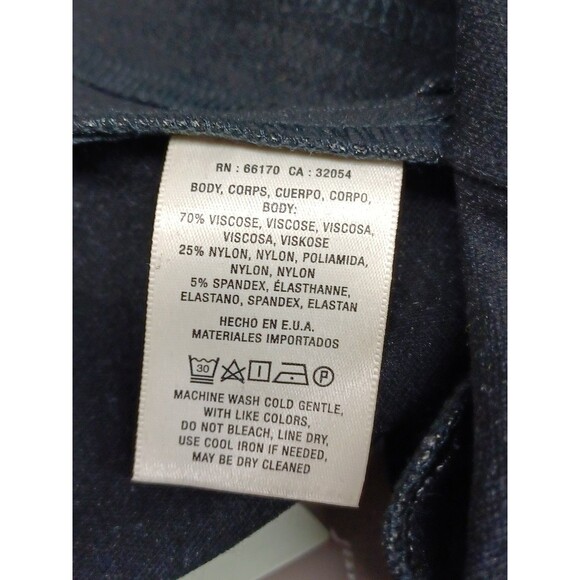 RN : 66170 CA : 32054
BODY, CORPS, CUERPO, CORPO,
BODY:
70% VISCOSE, VISCOSE, VISCOSA,
VISCOSA, VISKOSE
25% NYLON, NYLON, POLIAMIDA,
NYLON, NYLON
5% SPANDEX, ÉLASTHANNE,
ELASTANO, SPANDEX, ELASTAN
HECHO EN E.U.A.
MATERIALES IMPORTADOS
30 P
MACHINE WASH COLD GENTLE,
WITH LIKE COLORS,
DO NOT BLEACH, LINE DRY,
USE COOL IRON IF NEEDED,
MAY BE DRY CLEANED